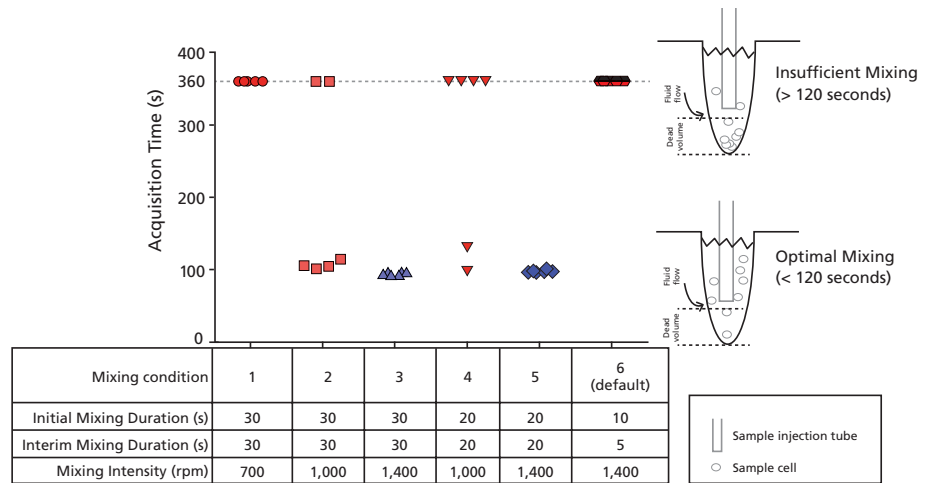 Acquisition Time (s)
400
360
300
200
100
0
Insufficient Mixing
(> 120 seconds)
Fluid
flow
Dead
volume
Optimal Mixing
(< 120 seconds)
Fluid
flow
Dead
volume
Mixing condition 1 2 3 4 5 6
(default)
Initial Mixing Duration (s) 30 30 30 20 20 10
Interim Mixing Duration (s) 30 30 30 20 20 5
Mixing Intensity (rpm) 700 1,000 1,400 1,000 1,400 1,400
Sample injection tube
Sample cell